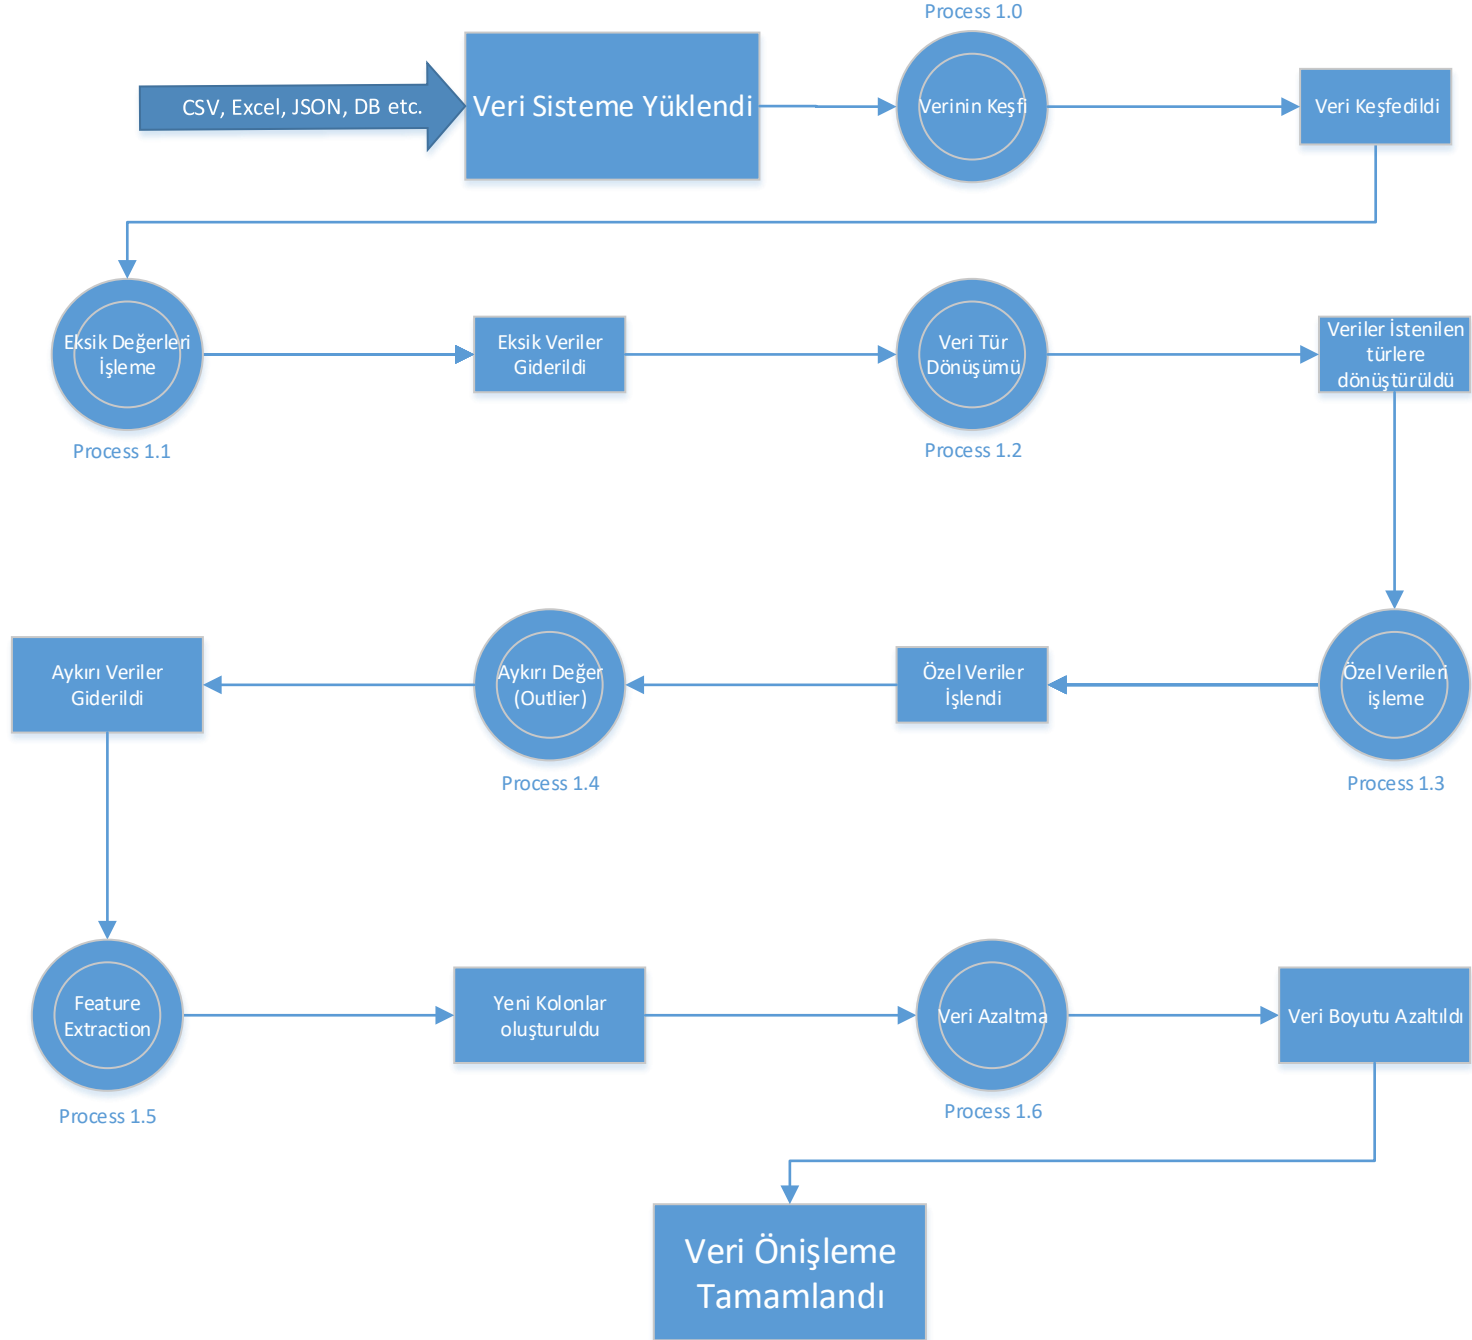 Process 1.0
CSV, Excel, JSON, DB etc.
Veri Sisteme Yüklendi
Verinin Keşfi
Veri Keşfedildi
Eksik Değerleri
İşleme
Process 1.1
Eksik Veriler
Giderildi
Veri Tür
Dönüşümü
Process 1.2
Veriler İstenilen
türlere
dönüştürüldü
Özel Verileri
işleme
Process 1.3
Özel Veriler
İşlendi
Aykırı Değer
(Outlier)
Process 1.4
Aykırı Veriler
Giderildi
Feature
Extraction
Process 1.5
Yeni Kolonlar
oluşturuldu
Veri Azaltma
Process 1.6
Veri Boyutu Azaltıldı
Veri Önişleme
Tamamlandı